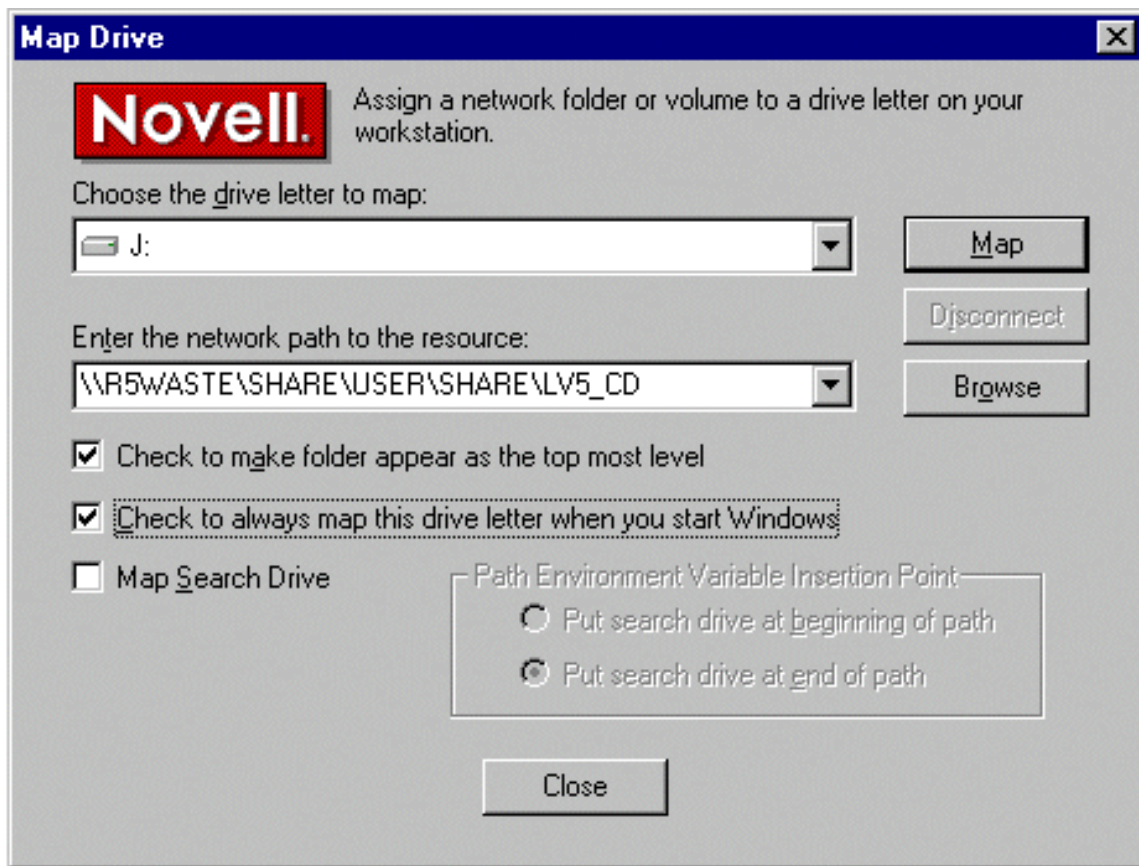 Map Drive
Novell.
Assign a network folder or volume to a drive letter on your
workstation.
Choose the drive letter to map:
J:
Map
Disconnect
Enter the network path to the resource:
\\R5WASTE\SHARE\USER\SHARE\LV5_CD
Browse
Check to make folder appear as the top most level
Check to always map this drive letter when you start Windows
Map Search Drive
Path Environment Variable Insertion Point
Put search drive at beginning of path
Put search drive at end of path
Close